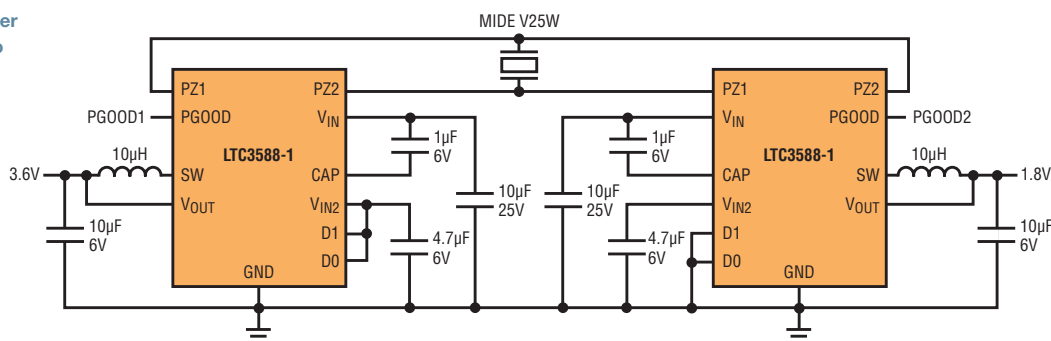 er
o
MIDE V25W
PZ1
PZ2
PGOOD1
PGOOD
VIN
1µF
6V
LTC3588-1
10µH
3.6V
SW
CAP
10µF
25V
VOUT
VIN2
10µF
6V
D1
4.7µF
6V
D0
GND
PZ1
PZ2
VIN
PGOOD
PGOOD2
1µF
6V
LTC3588-1
10µH
CAP
SW
1.8V
10µF
25V
VIN2
VOUT
4.7µF
6V
D1
10µF
6V
D0
GND